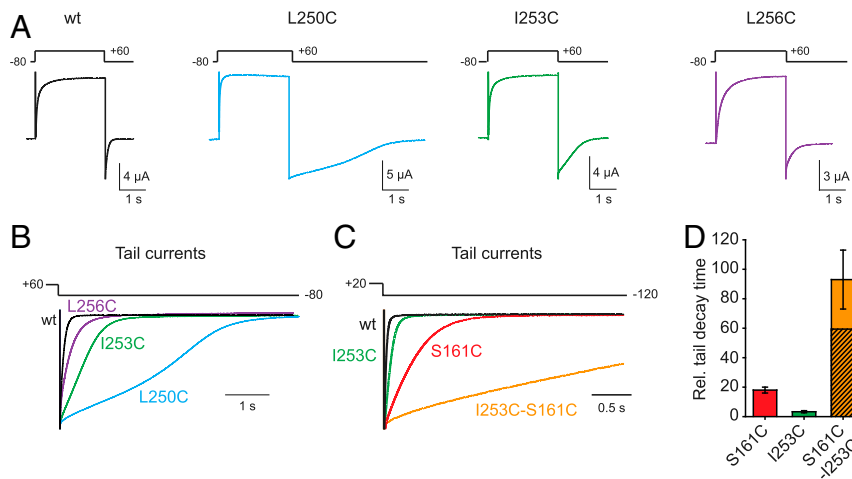 A
wt
L250C
I253C
L256C
-80
+60
-80
+60
-80
+60
-80
+60
4 µA
1 s
5 µA
1 s
4 µA
1 s
3 µA
1 s
B
Tail currents
+60
-80
wt
L256C
I253C
L250C
1 s
C
Tail currents
+20
-120
wt
I253C
S161C
I253C-S161C
0.5 s
D
Rel. tail decay time
120
100
80
60
40
20
0
S161C
I253C
S161C
-I253C